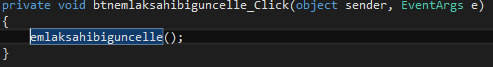 private void btnemlaksahibiguncelle_Click(object sender, EventArgs e)
{
emlaksahibiguncelle();
}